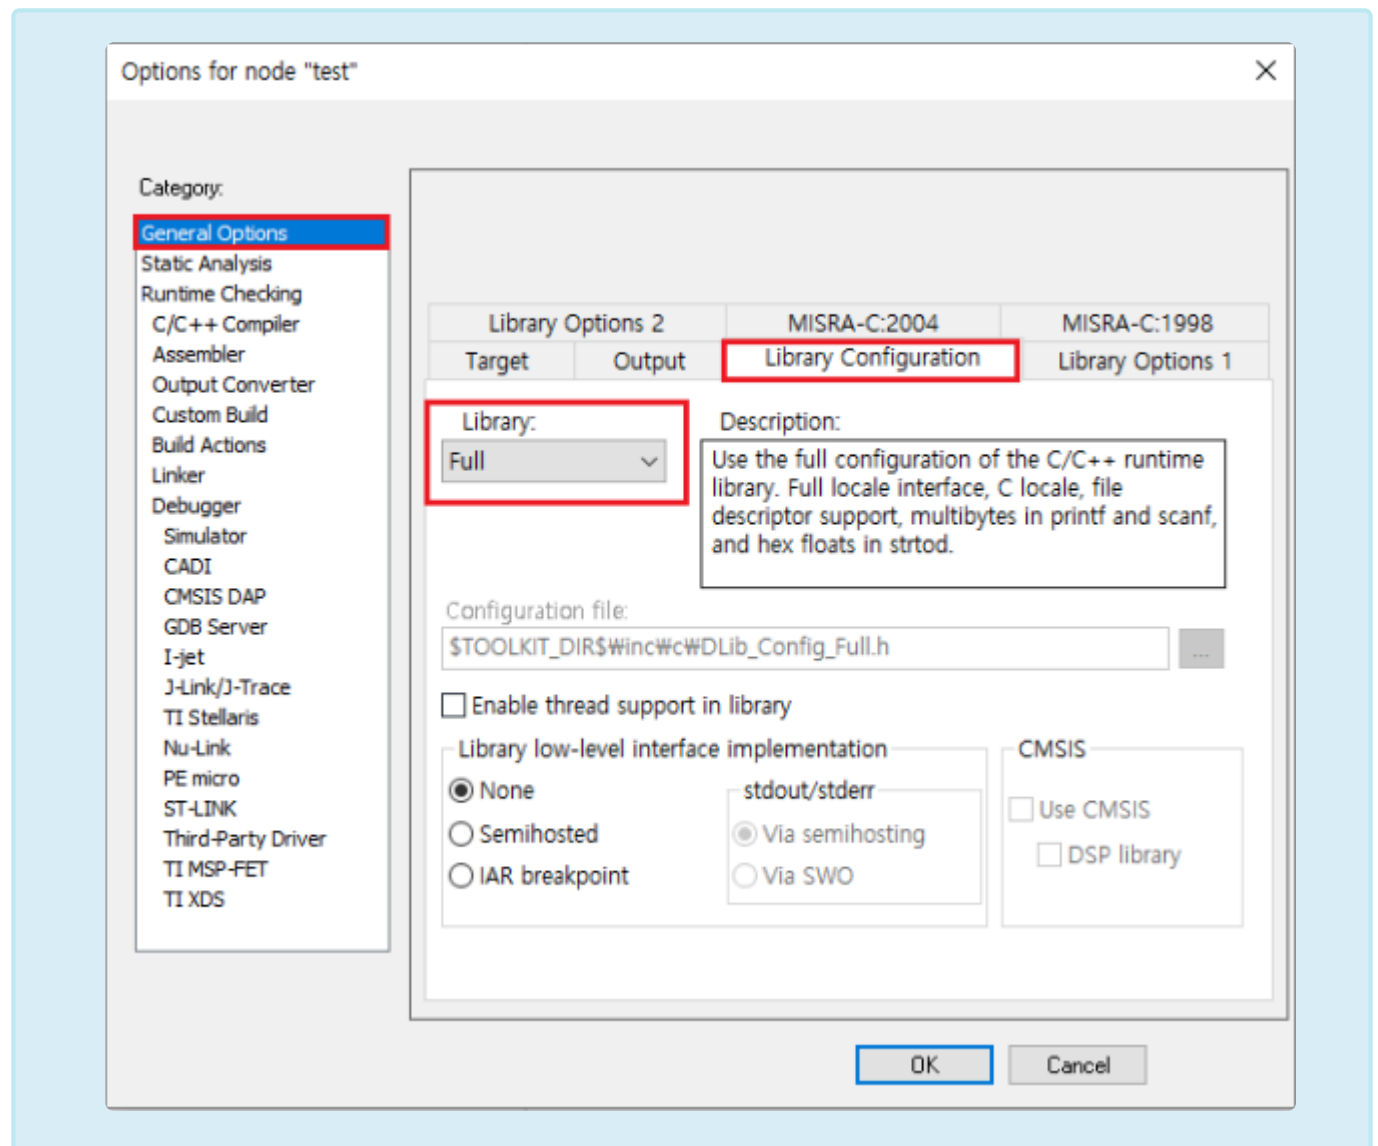 Options for node "test"
Category:
General Options
Static Analysis
Runtime Checking
C/C++ Compiler
Assembler
Output Converter
Custom Build
Build Actions
Linker
Debugger
Simulator
CADI
CMSIS DAP
GDB Server
I-jet
J-Link/J-Trace
TI Stellaris
Nu-Link
PE micro
ST-LINK
Third-Party Driver
TI MSP-FET
TI XDS
Library Options 2 MISRA-C:2004 MISRA-C:1998
Target Output Library Configuration Library Options 1
Library:
Full
Description:
Use the full configuration of the C/C++ runtime
library. Full locale interface, C locale, file
descriptor support, multibytes in printf and scanf,
and hex floats in strtod.
Configuration file:
$TOOLKIT_DIR$₩inc₩c₩DLib_Config_Full.h
...
Enable thread support in library
Library low-level interface implementation
None
Semihosted
IAR breakpoint
stdout/stderr
Via semihosting
Via SWO
CMSIS
Use CMSIS
DSP library
OK Cancel